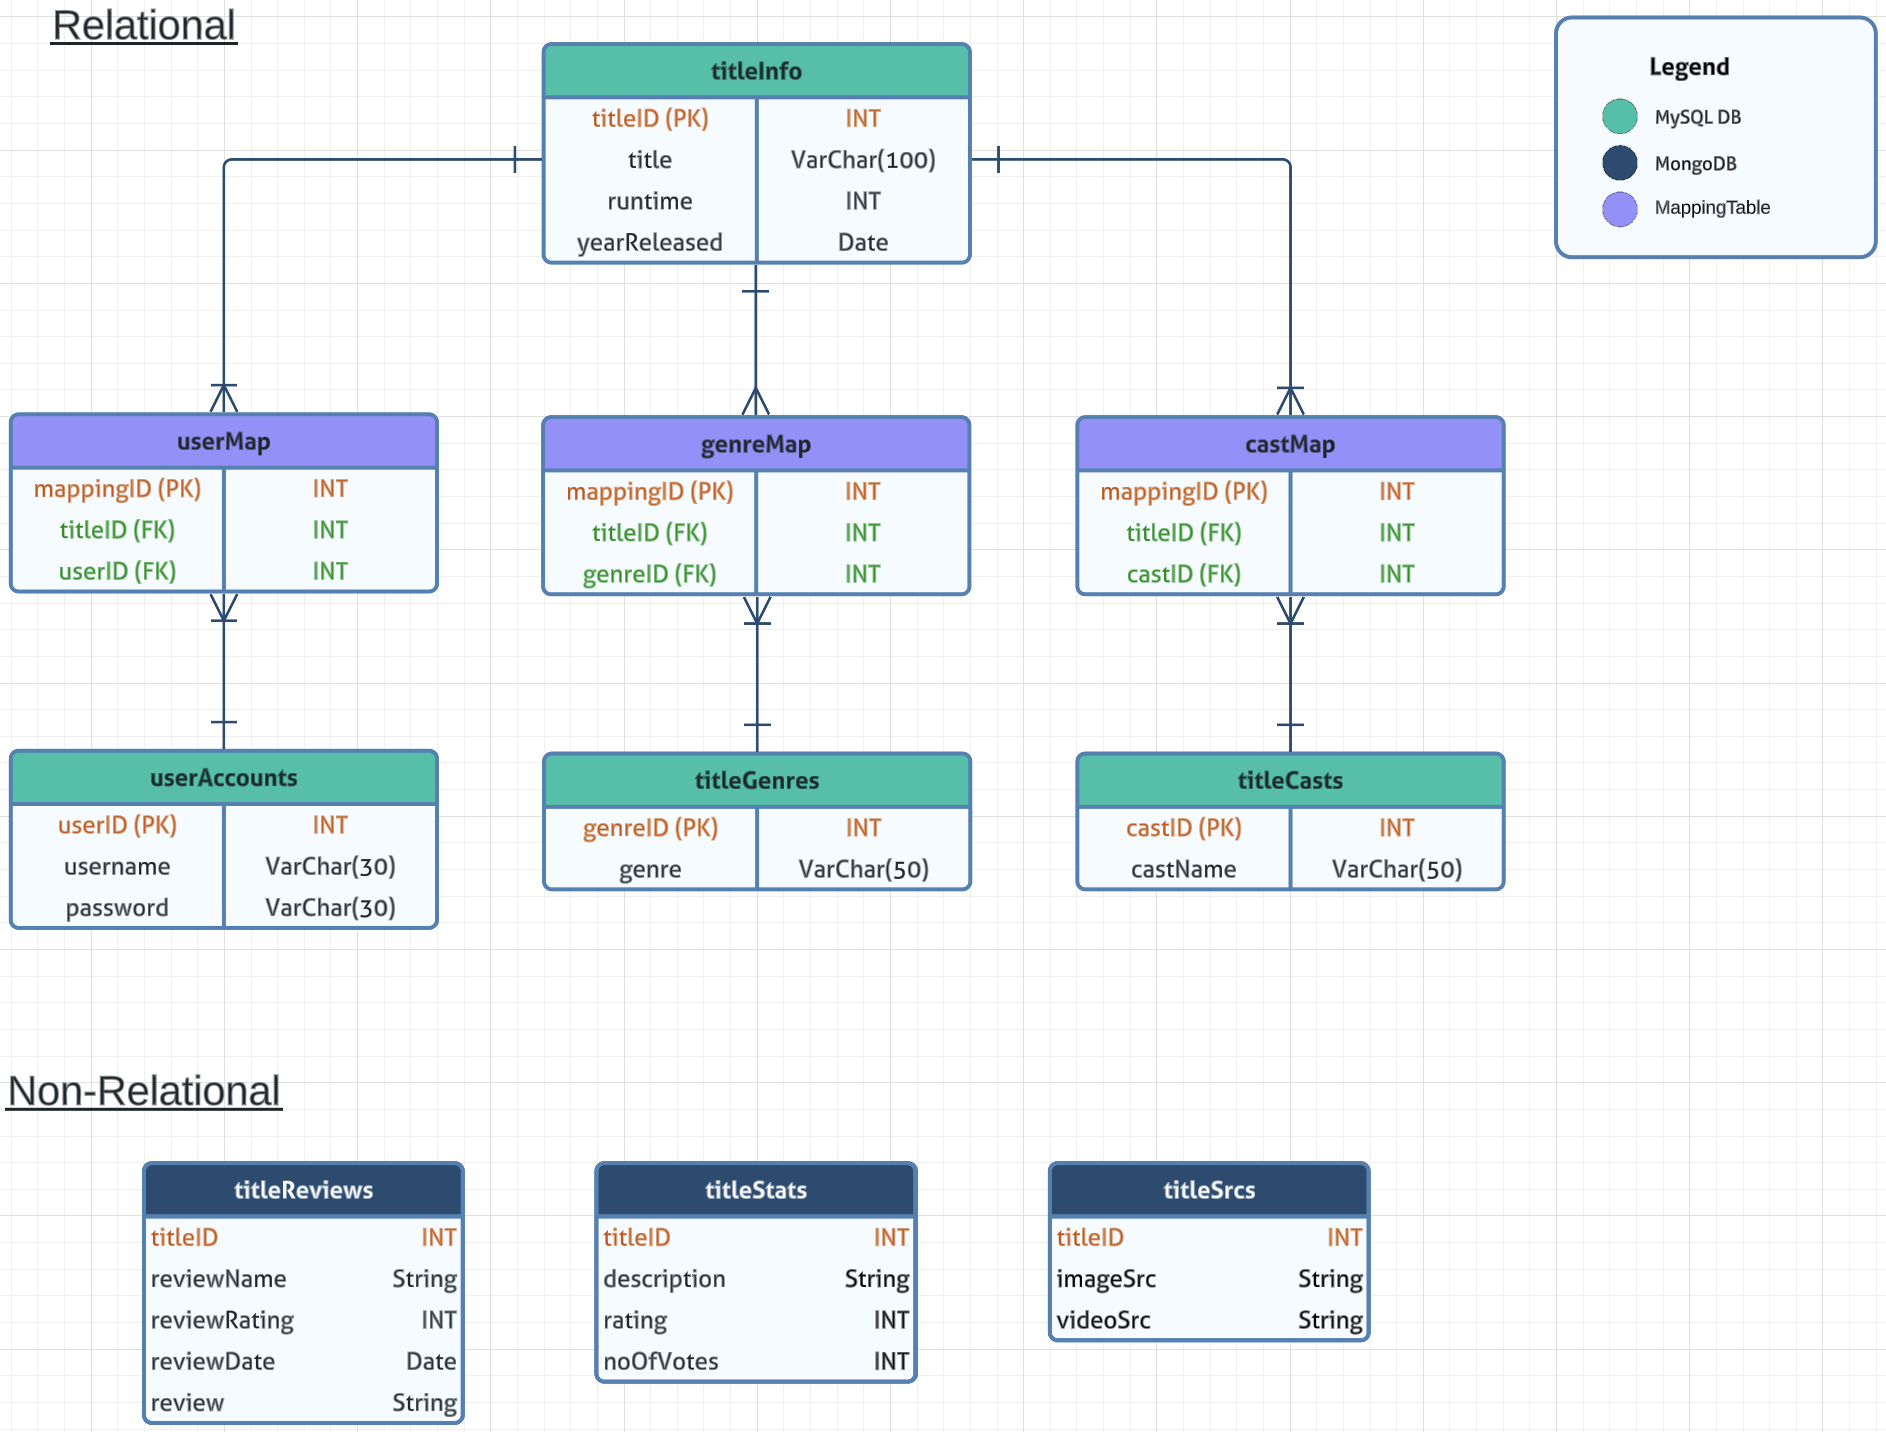 Relational
titleInfo
titleID (PK) INT
title VarChar(100)
runtime INT
yearReleased Date
Legend
MySQL DB
MongoDB
MappingTable
userMap
mappingID (PK) INT
titleID (FK) INT
userID (FK) INT
genreMap
mappingID (PK) INT
titleID (FK) INT
genreID (FK) INT
castMap
mappingID (PK) INT
titleID (FK) INT
castID (FK) INT
userAccounts
userID (PK) INT
username VarChar(30)
password VarChar(30)
titleGenres
genreID (PK) INT
genre VarChar(50)
titleCasts
castID (PK) INT
castName VarChar(50)
Non-Relational
titleReviews
titleID INT
reviewName String
reviewRating INT
reviewDate Date
review String
titleStats
titleID INT
description String
rating INT
noOfVotes INT
titleSrcs
titleID INT
imageSrc String
videoSrc String